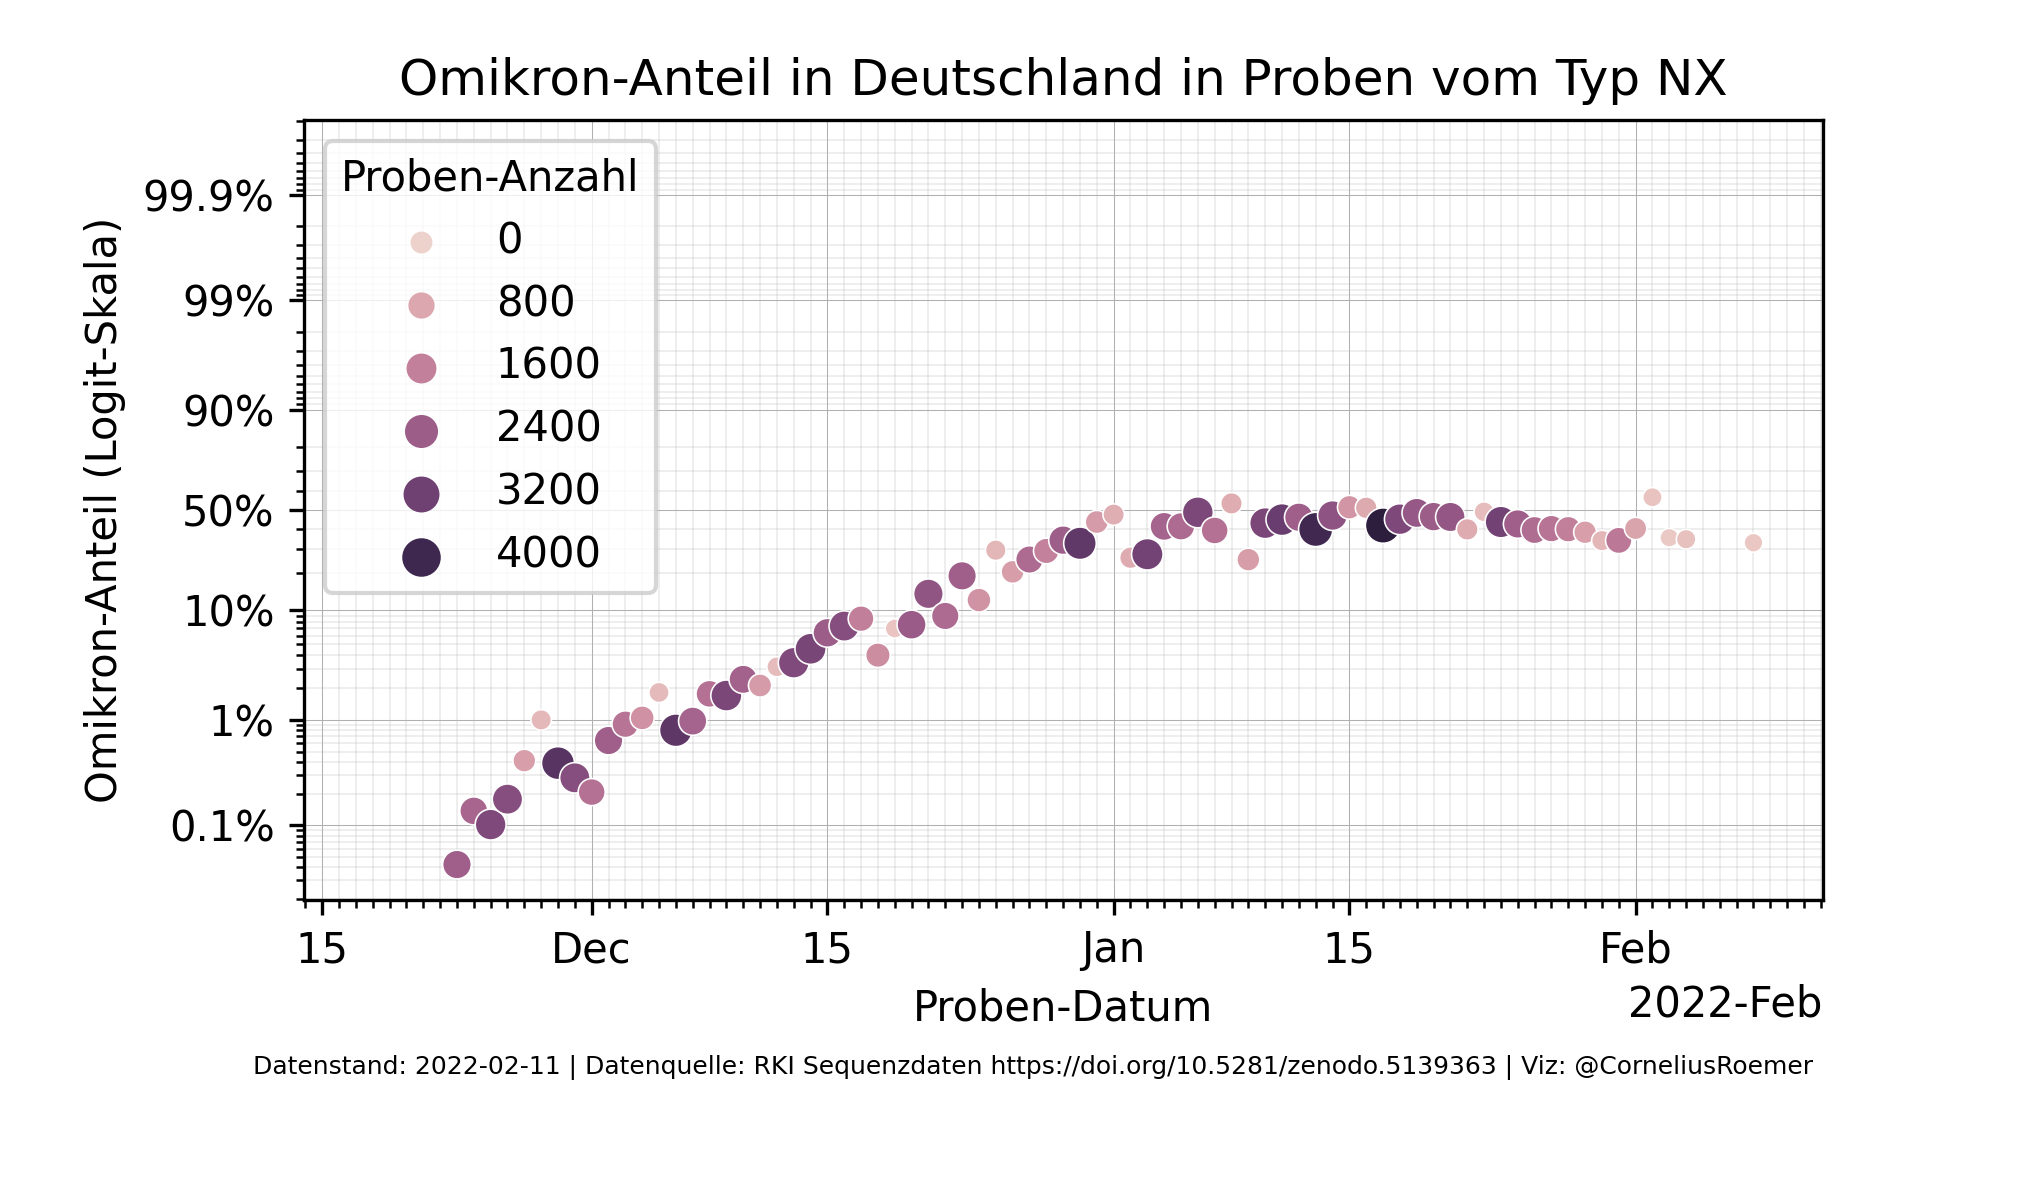 Omikron-Anteil in Deutschland in Proben vom Typ NX
Omikron-Anteil (Logit-Skala)
99.9%
99%
90%
50%
10%
1%
0.1%
Proben-Anzahl
0
800
1600
2400
3200
4000
15 Dec 15 Jan 15 Feb
Proben-Datum
2022-Feb
Datenstand: 2022-02-11 | Datenquelle: RKI Sequenzdaten https://doi.org/10.5281/zenodo.5139363 | Viz: @CorneliusRoemer